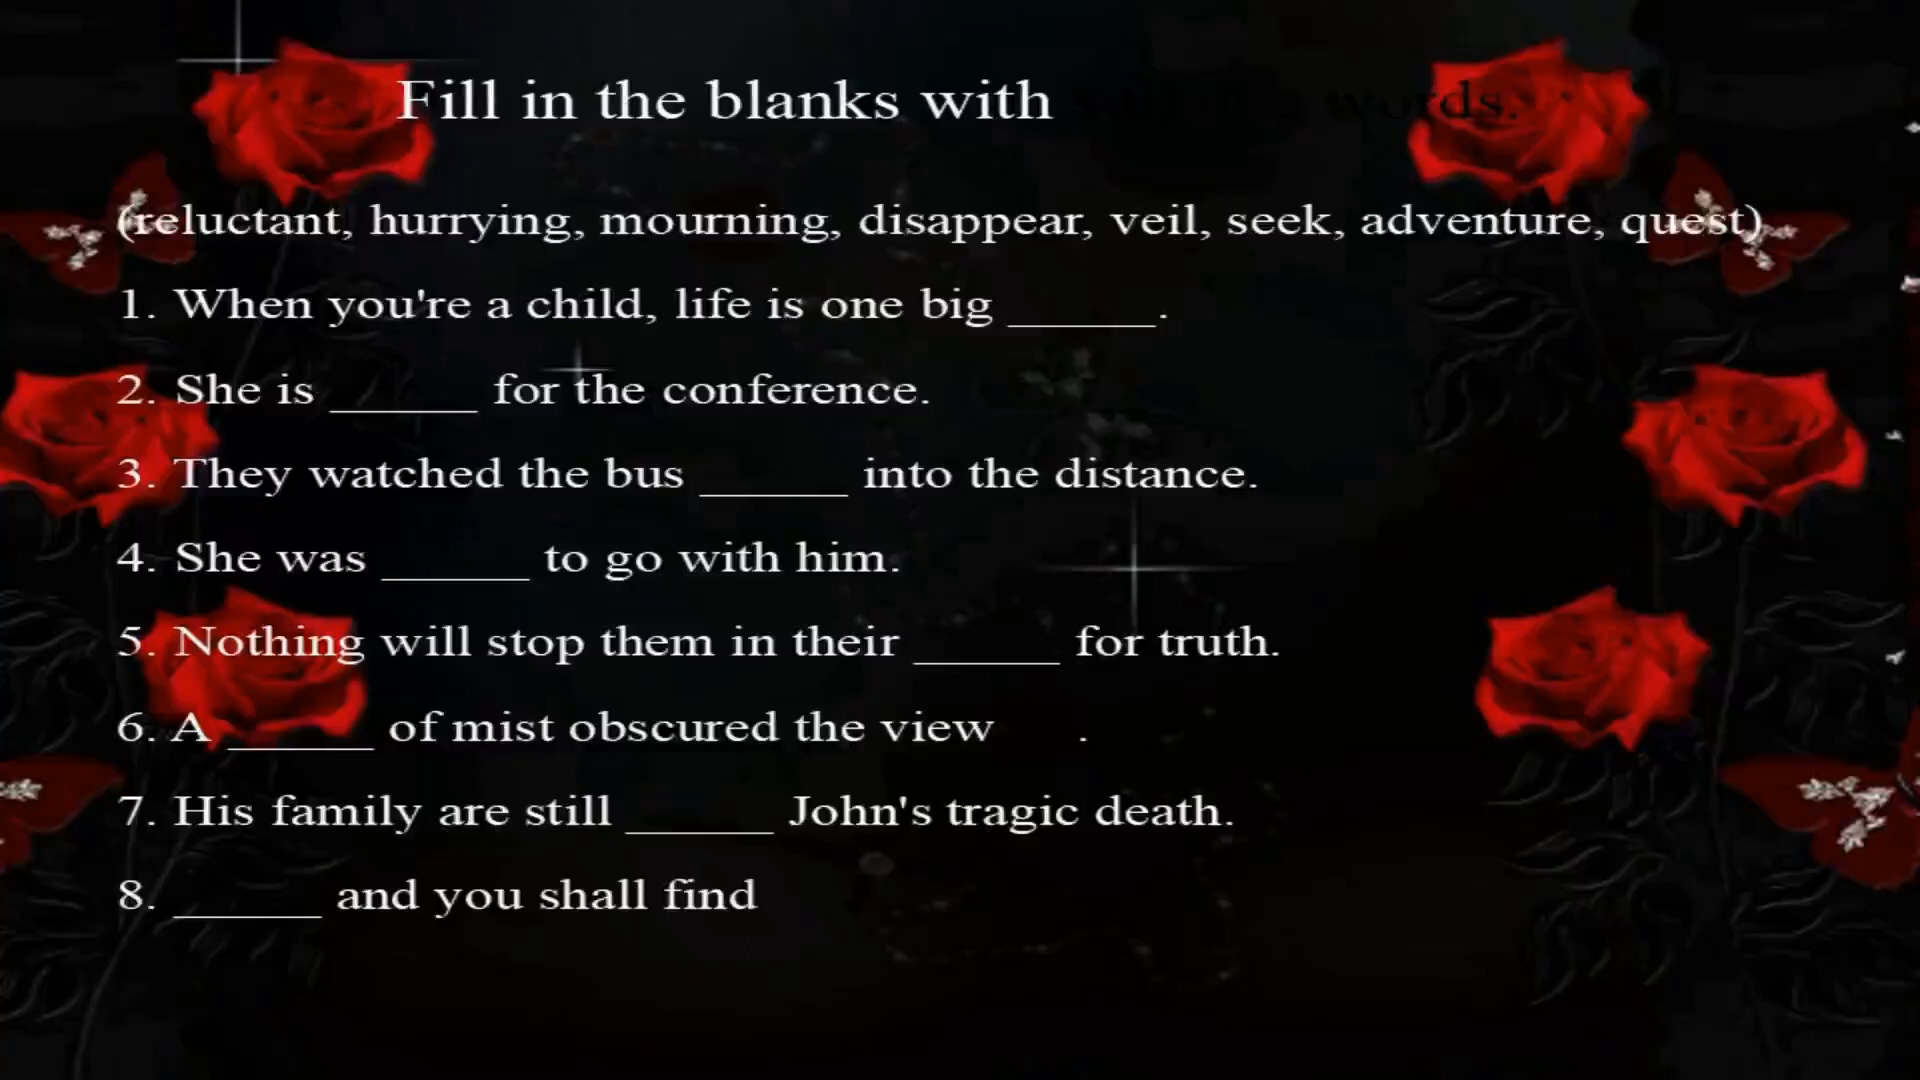 Fill in the blanks with words.
(reluctant, hurrying, mourning, disappear, veil, seek, adventure, quest)
1. When you're a child, life is one big ______.
2. She is ______ for the conference.
3. They watched the bus ______ into the distance.
4. She was ______ to go with him.
5. Nothing will stop them in their ______ for truth.
6. A ______ of mist obscured the view .
7. His family are still ______ John's tragic death.
8. ______ and you shall find